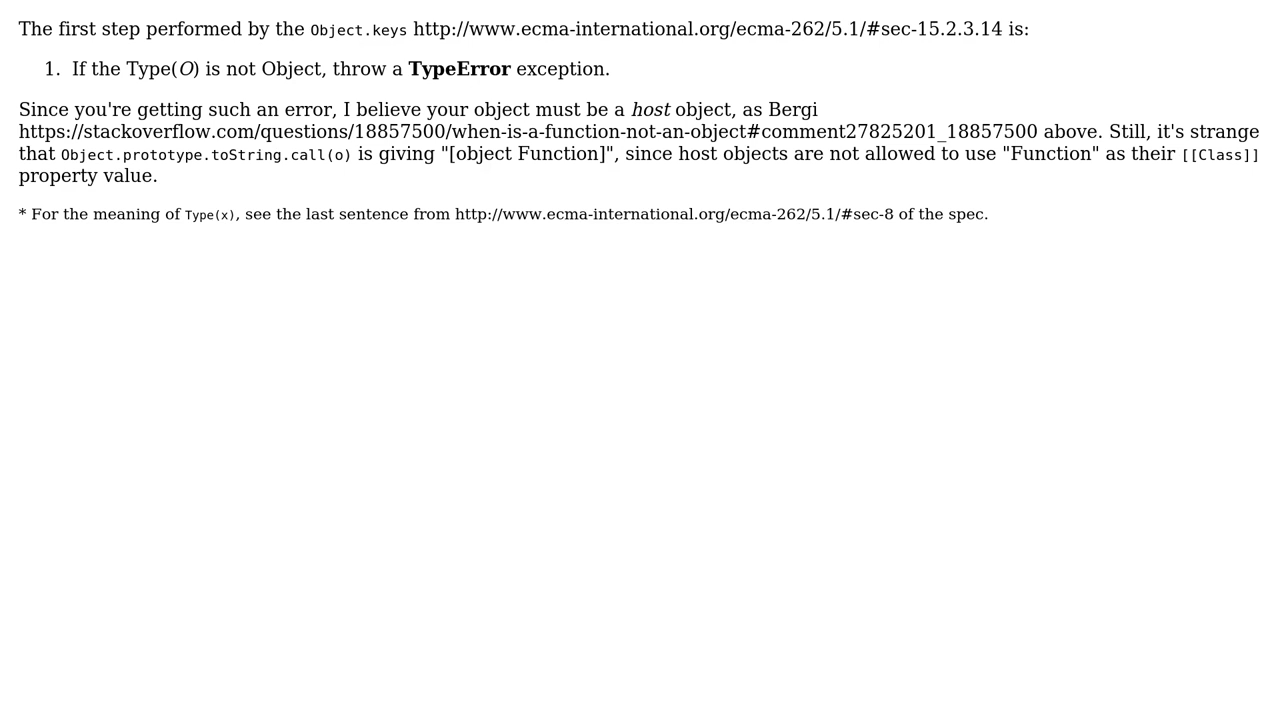 The first step performed by the Object.keys http://www.ecma-international.org/ecma-262/5.1/#sec-15.2.3.14 is:
1. If the Type(O) is not Object, throw a TypeError exception.
Since you're getting such an error, I believe your object must be a host object, as Bergi
https://stackoverflow.com/questions/18857500/when-is-a-function-not-an-object#comment27825201_18857500 above. Still, it's strange
that Object.prototype.toString.call(o) is giving "[object Function]", since host objects are not allowed to use "Function" as their [[Class]]
property value.
* For the meaning of Type(x), see the last sentence from http://www.ecma-international.org/ecma-262/5.1/#sec-8 of the spec.